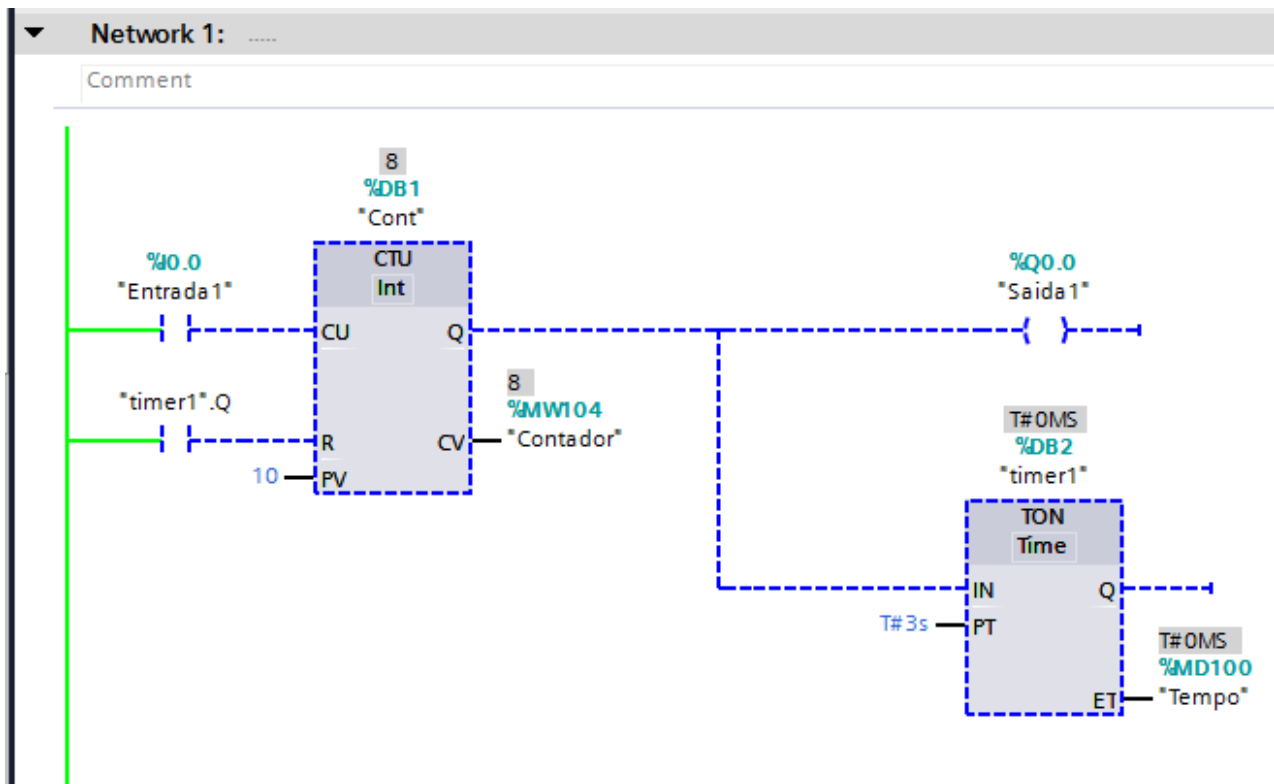 Network 1: .....
Comment
8
%DB1
"Cont"
CTU
Int
%I0.0
"Entrada1"
CU
Q
%Q0.0
"Saida1"
"timer1".Q
R
CV
8
%MW104
"Contador"
10
PV
T#0MS
%DB2
"timer1"
TON
Time
IN
Q
T#3s
PT
T#0MS
%MD100
ET
"Tempo"